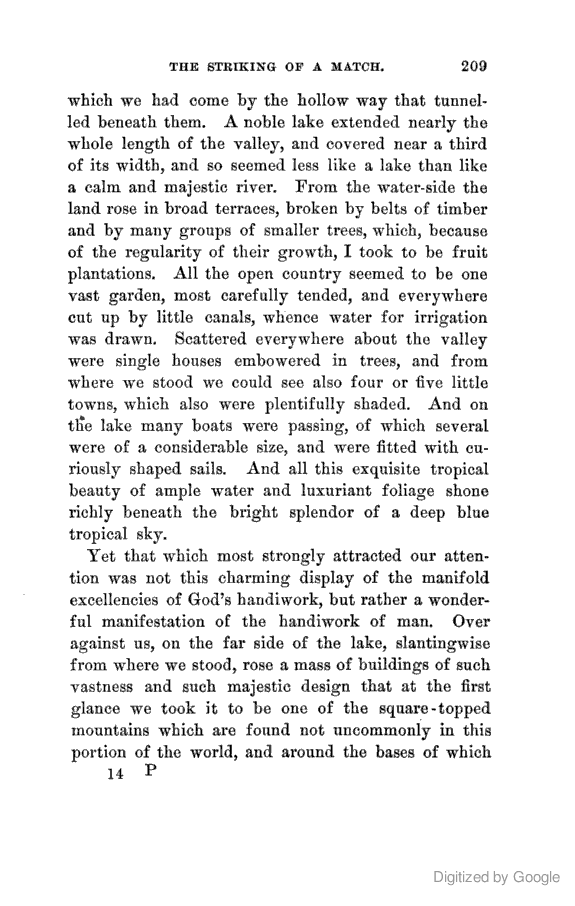 THE STRIKING OF A MATCH. 209
which we had come by the hollow way that tunnel-
led beneath them. A noble lake extended nearly the
whole length of the valley, and covered near a third
of its width, and so seemed less like a lake than like
a calm and majestic river. From the water-side the
land rose in broad terraces, broken by belts of timber
and by many groups of smaller trees, which, because
of the regularity of their growth, I took to be fruit
plantations. All the open country seemed to be one
vast garden, most carefully tended, and everywhere
cut up by little canals, whence water for irrigation
was drawn. Scattered everywhere about the valley
were single houses embowered in trees, and from
where we stood we could see also four or five little
towns, which also were plentifully shaded. And on
the lake many boats were passing, of which several
were of a considerable size, and were fitted with cu-
riously shaped sails. And all this exquisite tropical
beauty of ample water and luxuriant foliage shone
richly beneath the bright splendor of a deep blue
tropical sky.
Yet that which most strongly attracted our atten-
tion was not this charming display of the manifold
excellencies of God's handiwork, but rather a wonder-
ful manifestation of the handiwork of man. Over
against us, on the far side of the lake, slantingwise
from where we stood, rose a mass of buildings of such
vastness and such majestic design that at the first
glance we took it to be one of the square-topped
mountains which are found not uncommonly in this
portion of the world, and around the bases of which
14 P
Digitized by Google